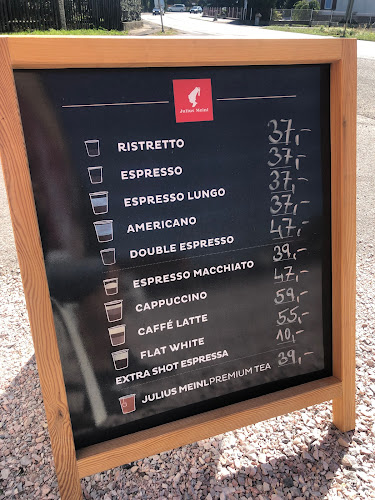 Julius Meinl
RISTRETTO 37,-
ESPRESSO 37,-
ESPRESSO LUNGO 37,-
AMERICANO 37,-
DOUBLE ESPRESSO 47,-
ESPRESSO MACCHIATO 39,-
CAPPUCCINO 47,-
CAFFÉ LATTE 59,-
FLAT WHITE 55,-
EXTRA SHOT ESPRESSA 10,-
JULIUS MEINL PREMIUM TEA 39,-